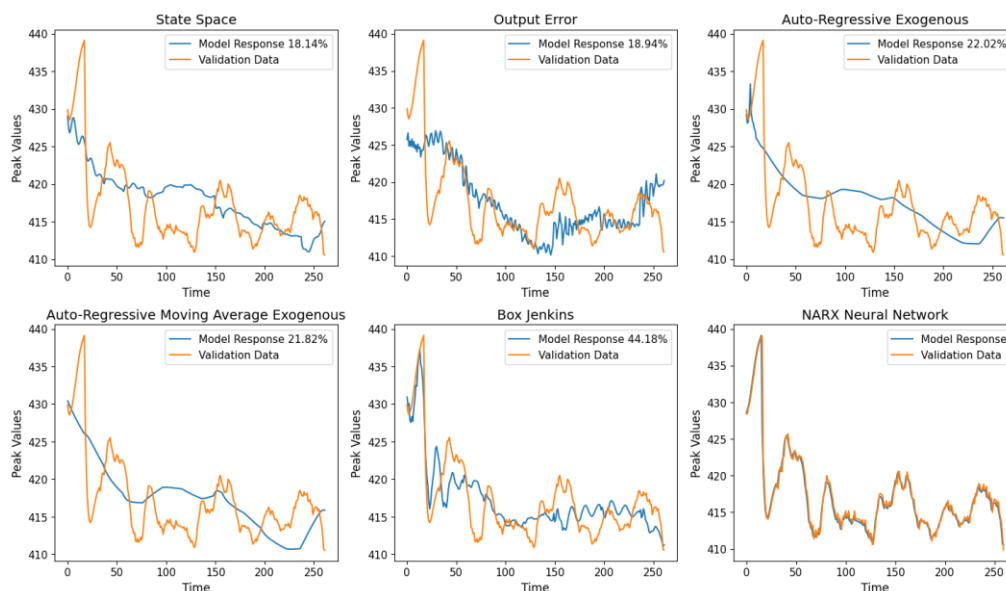 State Space
Model Response 18.14%
Validation Data
Peak Values
440
435
430
425
420
415
410
0 50 100 150 200 250
Time
Output Error
Model Response 18.94%
Validation Data
Peak Values
440
435
430
425
420
415
410
0 50 100 150 200 250
Time
Auto-Regressive Exogenous
Model Response 22.02%
Validation Data
Peak Values
440
435
430
425
420
415
410
0 50 100 150 200 250
Time
Auto-Regressive Moving Average Exogenous
Model Response 21.82%
Validation Data
Peak Values
440
435
430
425
420
415
410
0 50 100 150 200 250
Time
Box Jenkins
Model Response 44.18%
Validation Data
Peak Values
440
435
430
425
420
415
410
0 50 100 150 200 250
Time
NARX Neural Network
Model Response
Validation Data
Peak Values
440
435
430
425
420
415
410
0 50 100 150 200 250
Time